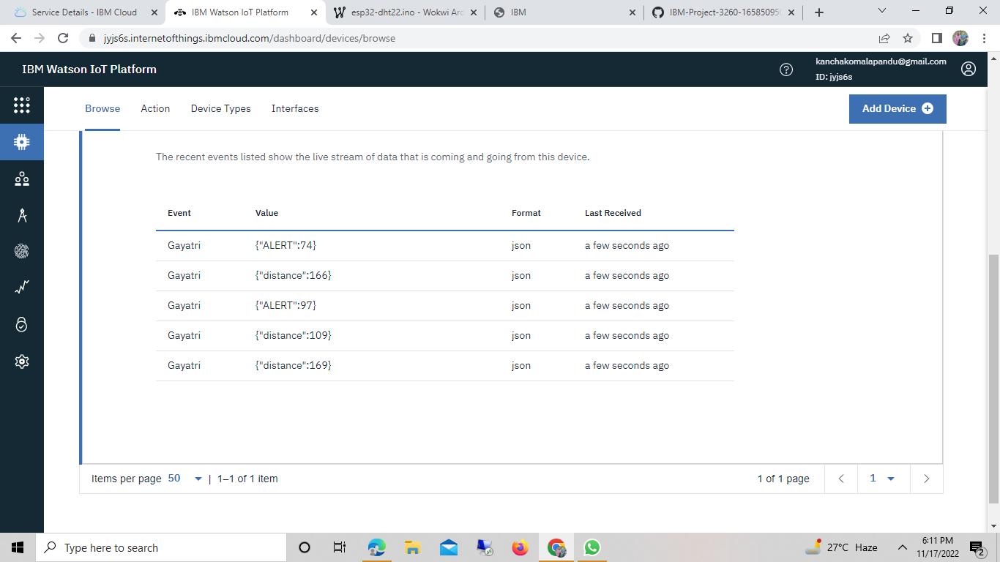 Service Details - IBM Cloud
IBM Watson IoT Platform
esp32-dht22.ino - Wokwi Ard
IBM
IBM-Project-3260-16585095
jyjs6s.internetofthings.ibmcloud.com/dashboard/devices/browse
IBM Watson IoT Platform
kanchakomalapandu@gmail.com
ID: jyjs6s
Browse Action Device Types Interfaces
Add Device
The recent events listed show the live stream of data that is coming and going from this device.
Event Value Format Last Received
Gayatri {"ALERT":74} json a few seconds ago
Gayatri {"distance":166} json a few seconds ago
Gayatri {"ALERT":97} json a few seconds ago
Gayatri {"distance":109} json a few seconds ago
Gayatri {"distance":169} json a few seconds ago
Items per page 50 | 1–1 of 1 item
1 of 1 page
1
Type here to search
27°C Haze
6:11 PM
11/17/2022
2